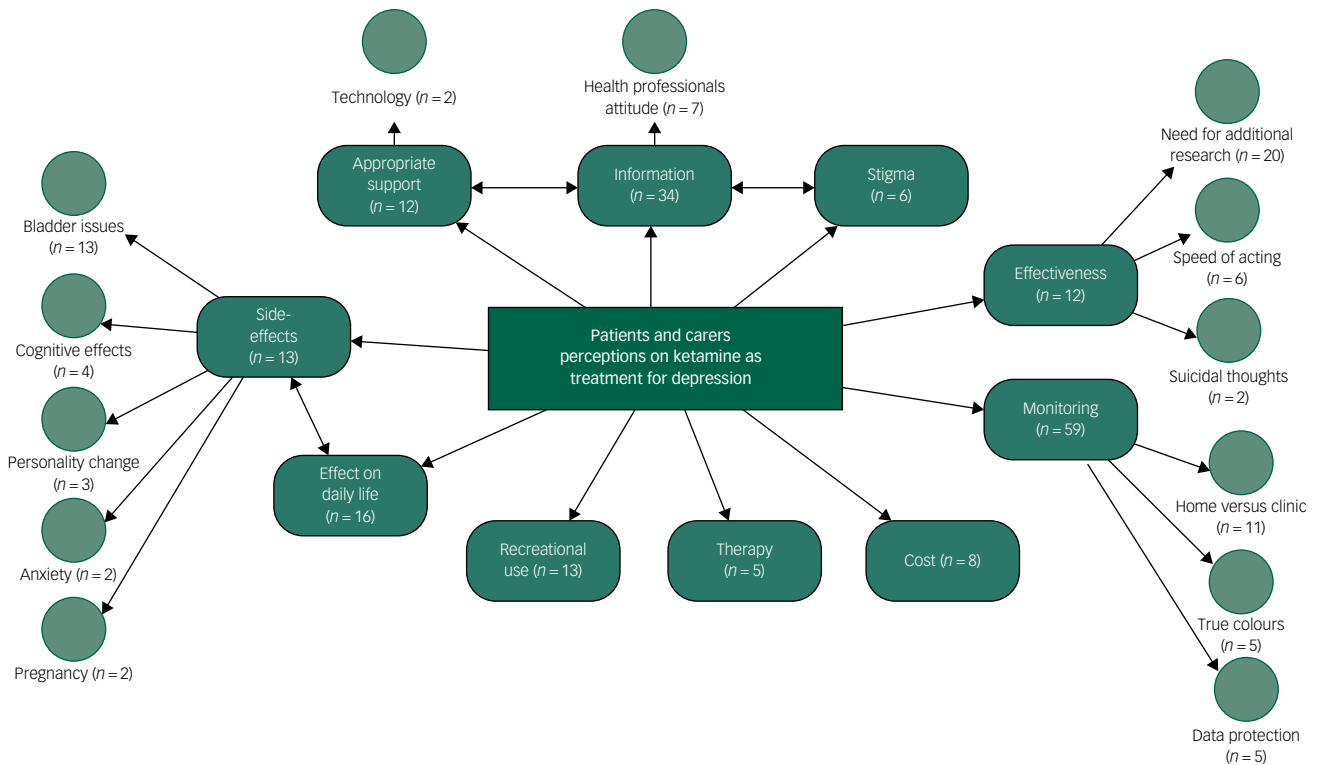 Technology (n = 2)
Health professionals
attitude (n = 7)
Need for additional
research (n = 20)
Appropriate
support
(n = 12)
Information
(n = 34)
Stigma
(n = 6)
Bladder issues
(n = 13)
Speed of acting
(n = 6)
Effectiveness
(n = 12)
Side-
effects
(n = 13)
Patients and carers
perceptions on ketamine as
treatment for depression
Cognitive effects
(n = 4)
Suicidal thoughts
(n = 2)
Monitoring
(n = 59)
Personality change
(n = 3)
Effect on
daily life
(n = 16)
Home versus clinic
(n = 11)
Recreational
use (n = 13)
Therapy
(n = 5)
Cost (n = 8)
Anxiety (n = 2)
True colours
(n = 5)
Pregnancy (n = 2)
Data protection
(n = 5)